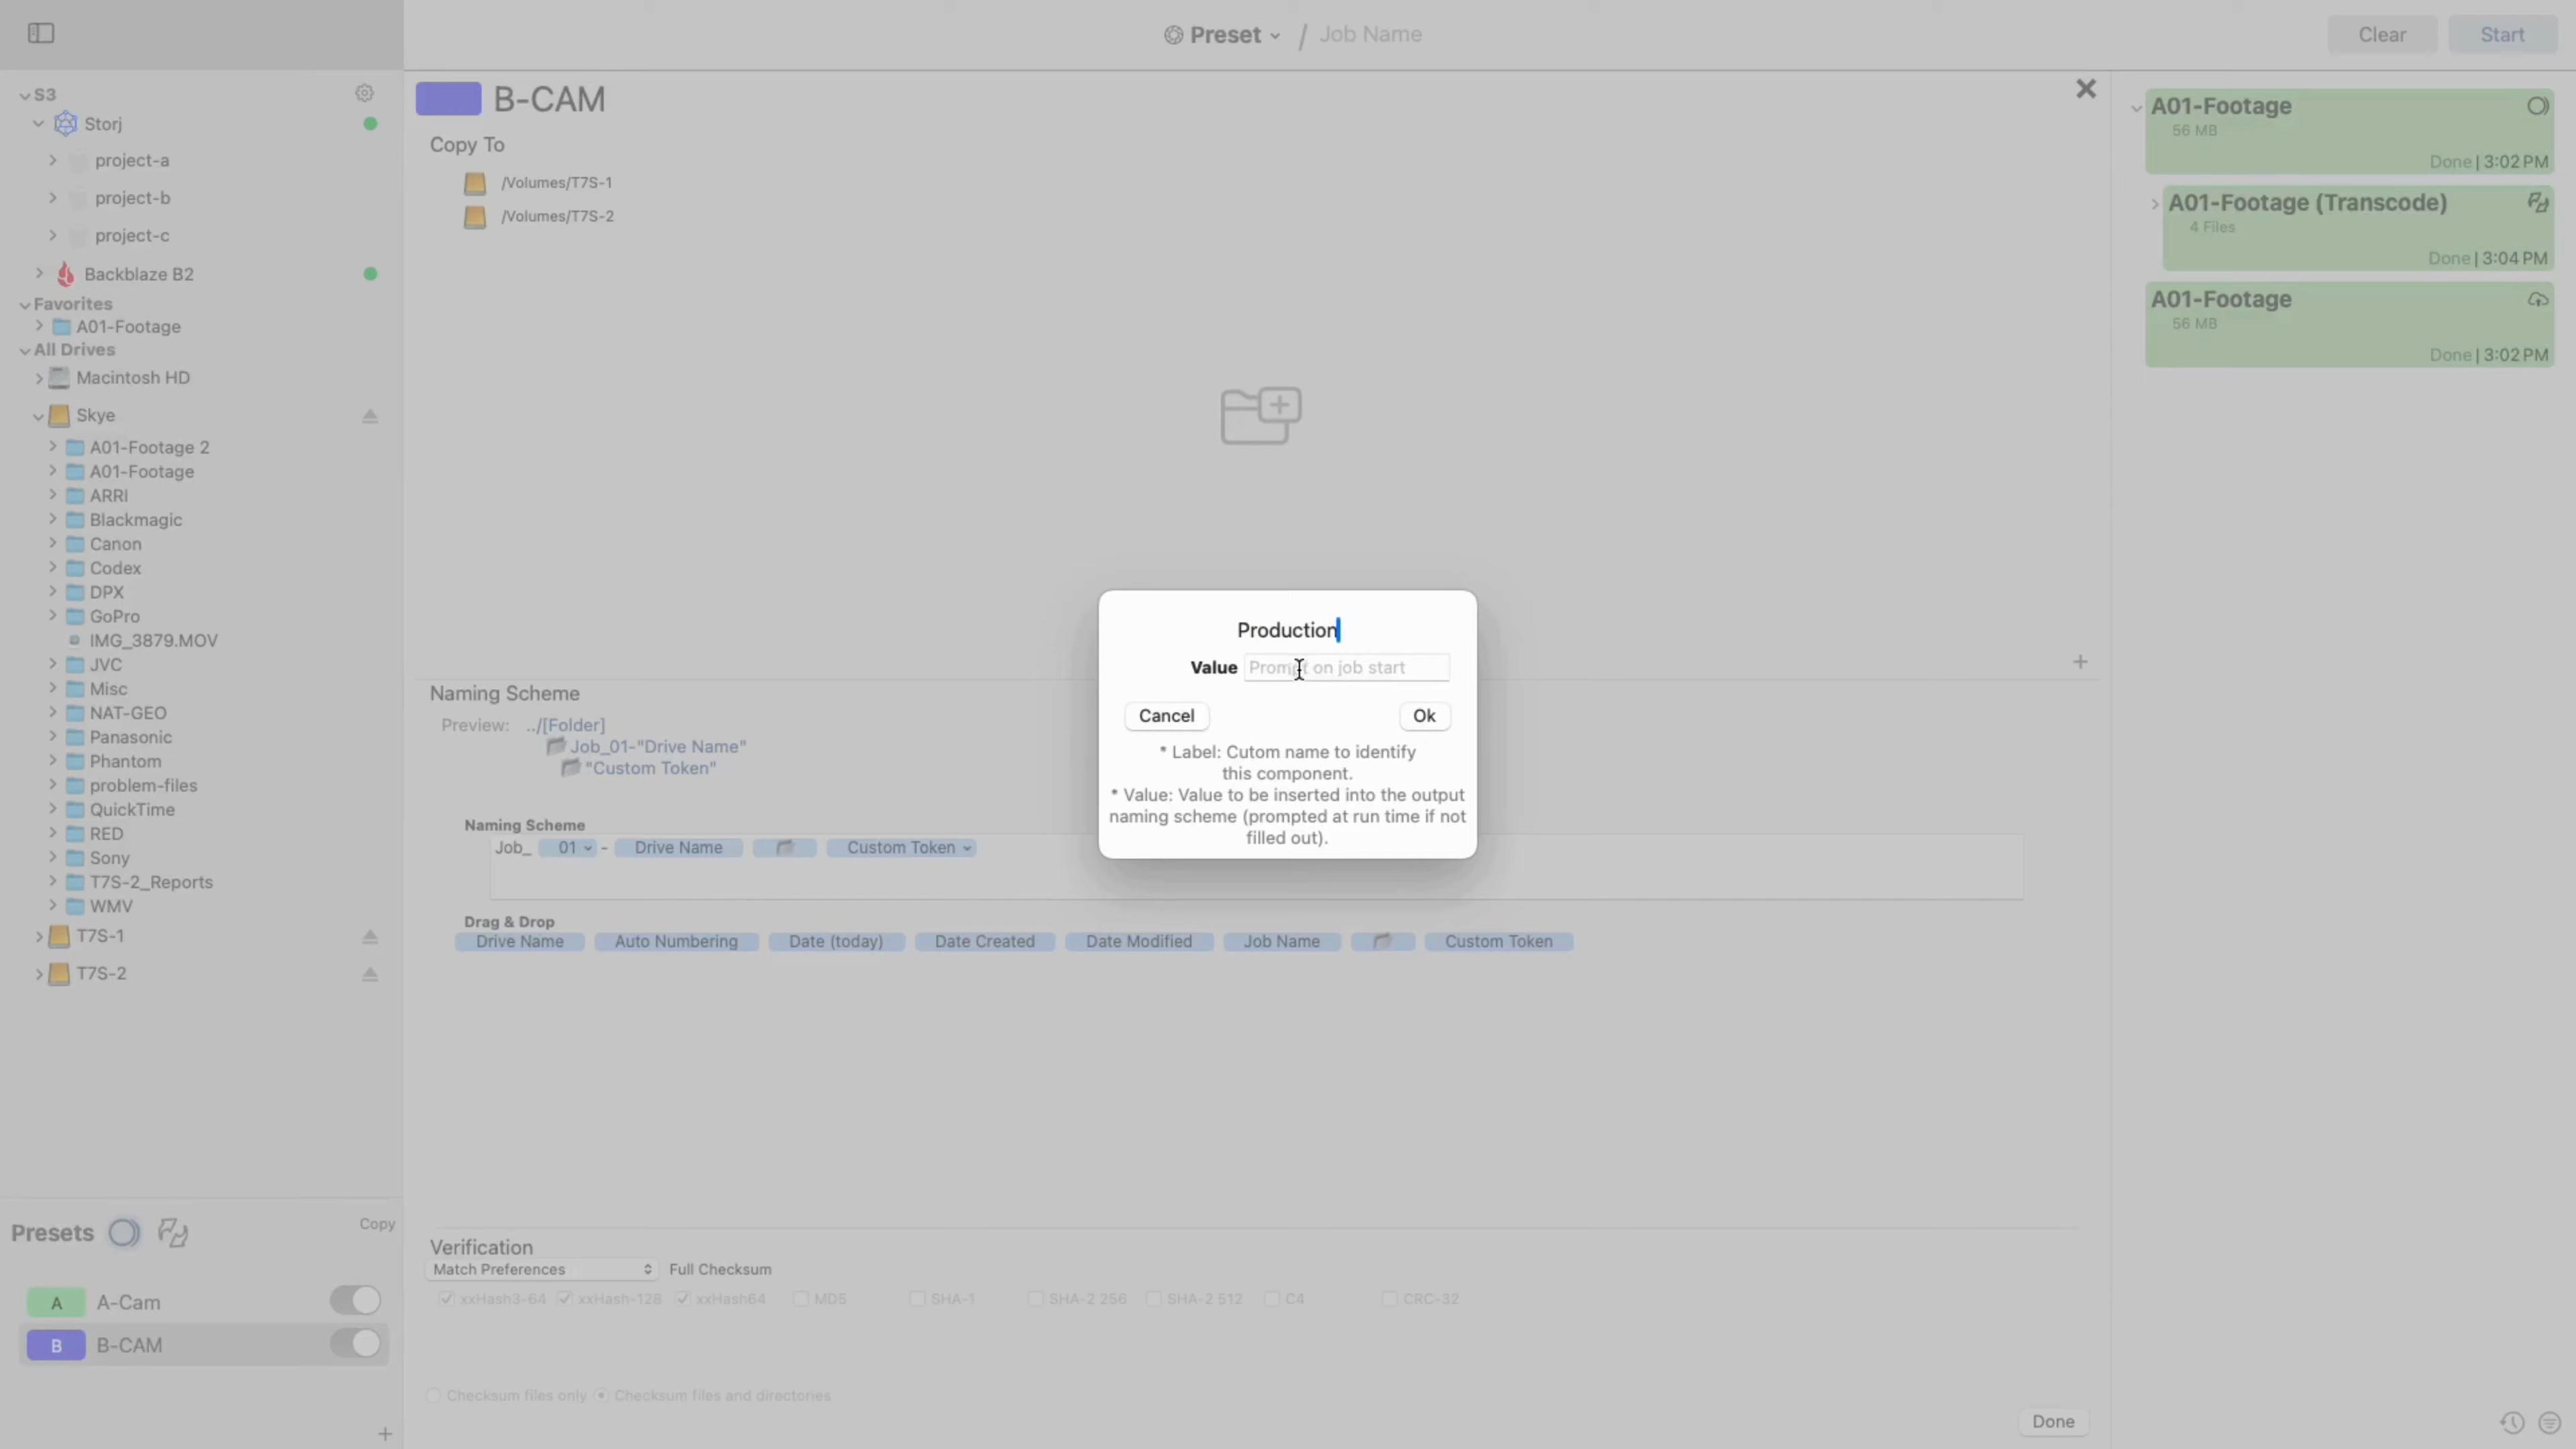 Preset / Job Name
Clear
Start
S3
Storj
project-a
project-b
project-c
Backblaze B2
Favorites
A01-Footage
All Drives
Macintosh HD
Skye
A01-Footage 2
A01-Footage
ARRI
Blackmagic
Canon
Codex
DPX
GoPro
IMG_3879.MOV
JVC
Misc
NAT-GEO
Panasonic
Phantom
problem-files
QuickTime
RED
Sony
T7S-2_Reports
WMV
T7S-1
T7S-2
Presets
Copy
A A-Cam
B B-CAM
B-CAM
Copy To
/Volumes/T7S-1
/Volumes/T7S-2
Naming Scheme
Preview: ../[Folder]
Job_01-"Drive Name"
"Custom Token"
Naming Scheme
Job_ 01 - Drive Name Custom Token
Drag & Drop
Drive Name Auto Numbering Date (today) Date Created Date Modified Job Name Custom Token
Verification
Match Preferences Full Checksum
xxHash3-64 xxHash-128 xxHash64 MD5 SHA-1 SHA-2 256 SHA-2 512 C4 CRC-32
Checksum files only Checksum files and directories
Done
Production
Value Prompt on job start
Cancel Ok
* Label: Cutom name to identify
this component.
* Value: Value to be inserted into the output
naming scheme (prompted at run time if not
filled out).
A01-Footage
56 MB
Done | 3:02 PM
A01-Footage (Transcode)
4 Files
Done | 3:04 PM
A01-Footage
56 MB
Done | 3:02 PM